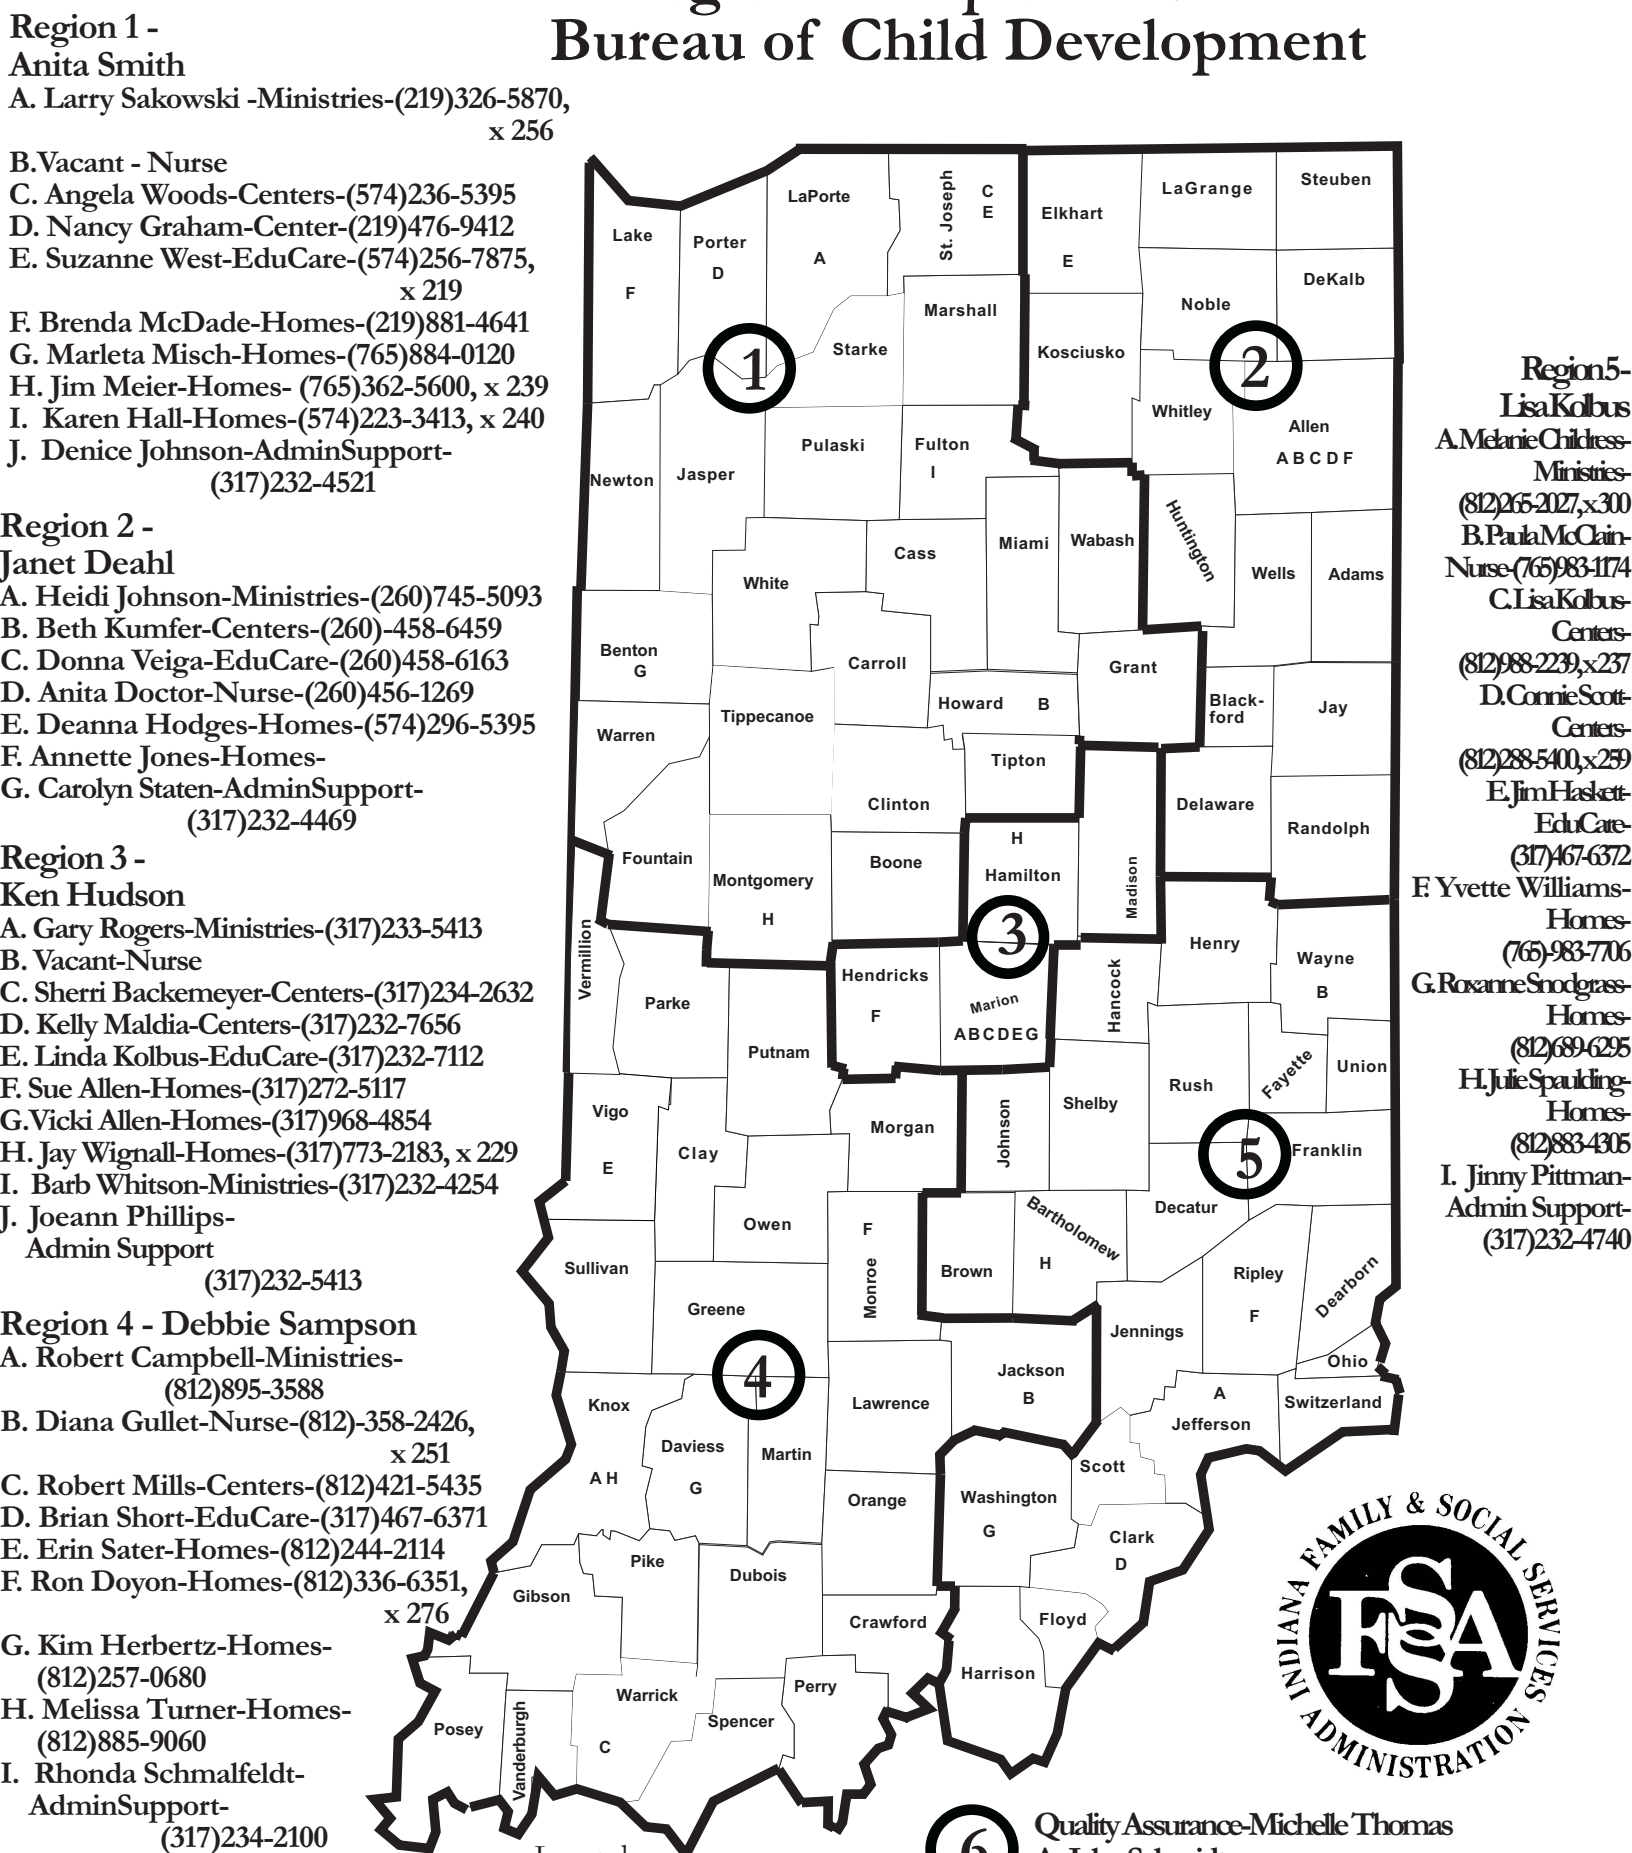 Bureau of Child Development
Region 1 -
Anita Smith
A. Larry Sakowski -Ministries-(219)326-5870,
x 256
B.Vacant - Nurse
C. Angela Woods-Centers-(574)236-5395
D. Nancy Graham-Center-(219)476-9412
E. Suzanne West-EduCare-(574)256-7875,
x 219
F. Brenda McDade-Homes-(219)881-4641
G. Marleta Misch-Homes-(765)884-0120
H. Jim Meier-Homes- (765)362-5600, x 239
I. Karen Hall-Homes-(574)223-3413, x 240
J. Denice Johnson-AdminSupport-
(317)232-4521
Region 2 -
Janet Deahl
A. Heidi Johnson-Ministries-(260)745-5093
B. Beth Kumfer-Centers-(260)-458-6459
C. Donna Veiga-EduCare-(260)458-6163
D. Anita Doctor-Nurse-(260)456-1269
E. Deanna Hodges-Homes-(574)296-5395
F. Annette Jones-Homes-
G. Carolyn Staten-AdminSupport-
(317)232-4469
Region 3 -
Ken Hudson
A. Gary Rogers-Ministries-(317)233-5413
B. Vacant-Nurse
C. Sherri Backemeyer-Centers-(317)234-2632
D. Kelly Maldia-Centers-(317)232-7656
E. Linda Kolbus-EduCare-(317)232-7112
F. Sue Allen-Homes-(317)272-5117
G.Vicki Allen-Homes-(317)968-4854
H. Jay Wignall-Homes-(317)773-2183, x 229
I. Barb Whitson-Ministries-(317)232-4254
J. Joeann Phillips-
Admin Support
(317)232-5413
Region 4 - Debbie Sampson
A. Robert Campbell-Ministries-
(812)895-3588
B. Diana Gullet-Nurse-(812)-358-2426,
x 251
C. Robert Mills-Centers-(812)421-5435
D. Brian Short-EduCare-(317)467-6371
E. Erin Sater-Homes-(812)244-2114
F. Ron Doyon-Homes-(812)336-6351,
x 276
G. Kim Herbertz-Homes-
(812)257-0680
H. Melissa Turner-Homes-
(812)885-9060
I. Rhonda Schmalfeldt-
AdminSupport-
(317)234-2100
Lake
F
Porter
D
LaPorte
A
St. Joseph
C
E
Elkhart
E
LaGrange
Steuben
Noble
DeKalb
Marshall
Starke
Kosciusko
1
2
Whitley
Allen
A B C D F
Newton
Jasper
Pulaski
Fulton
I
Huntington
Wells
Adams
White
Cass
Miami
Wabash
Benton
G
Carroll
Grant
Howard B
Black-
ford
Jay
Warren
Tippecanoe
Tipton
Clinton
Delaware
Randolph
Fountain
Montgomery
H
Boone
H
Hamilton
Madison
3
Henry
Wayne
B
Vermillion
Parke
Putnam
Hendricks
F
Marion
ABCDEG
Hancock
Rush
Fayette
Union
Vigo
E
Clay
Morgan
Johnson
Shelby
5
Franklin
Owen
F
Monroe
Decatur
Sullivan
Greene
Brown
Bartholomew
H
Ripley
F
Dearborn
Jennings
Ohio
4
Jackson
B
Lawrence
A
Jefferson
Switzerland
Knox
A H
Daviess
G
Martin
Scott
Orange
Washington
G
Clark
D
Pike
Dubois
Gibson
Crawford
Floyd
Harrison
Posey
Vanderburgh
Warrick
C
Spencer
Perry
Region 5-
Lisa Kolbus
A. Melanie Childress-
Ministries-
(812)265-2027, x 300
B. Paula McClain-
Nurse-(765)983-1174
C. Lisa Kolbus-
Centers-
(812)988-2239, x 237
D. Connie Scott-
Centers-
(812)288-5400, x 259
E. Jim Haskett-
EduCare-
(317)467-6372
F. Yvette Williams-
Homes-
(765)-983-7706
G. Roxanne Snodgrass-
Homes-
(812)689-6295
H. Julie Spaulding-
Homes-
(812)883-4305
I. Jinny Pittman-
Admin Support-
(317)232-4740
INDIANA FAMILY & SOCIAL SERVICES ADMINISTRATION
FSSA
6
Quality Assurance-Michelle Thomas